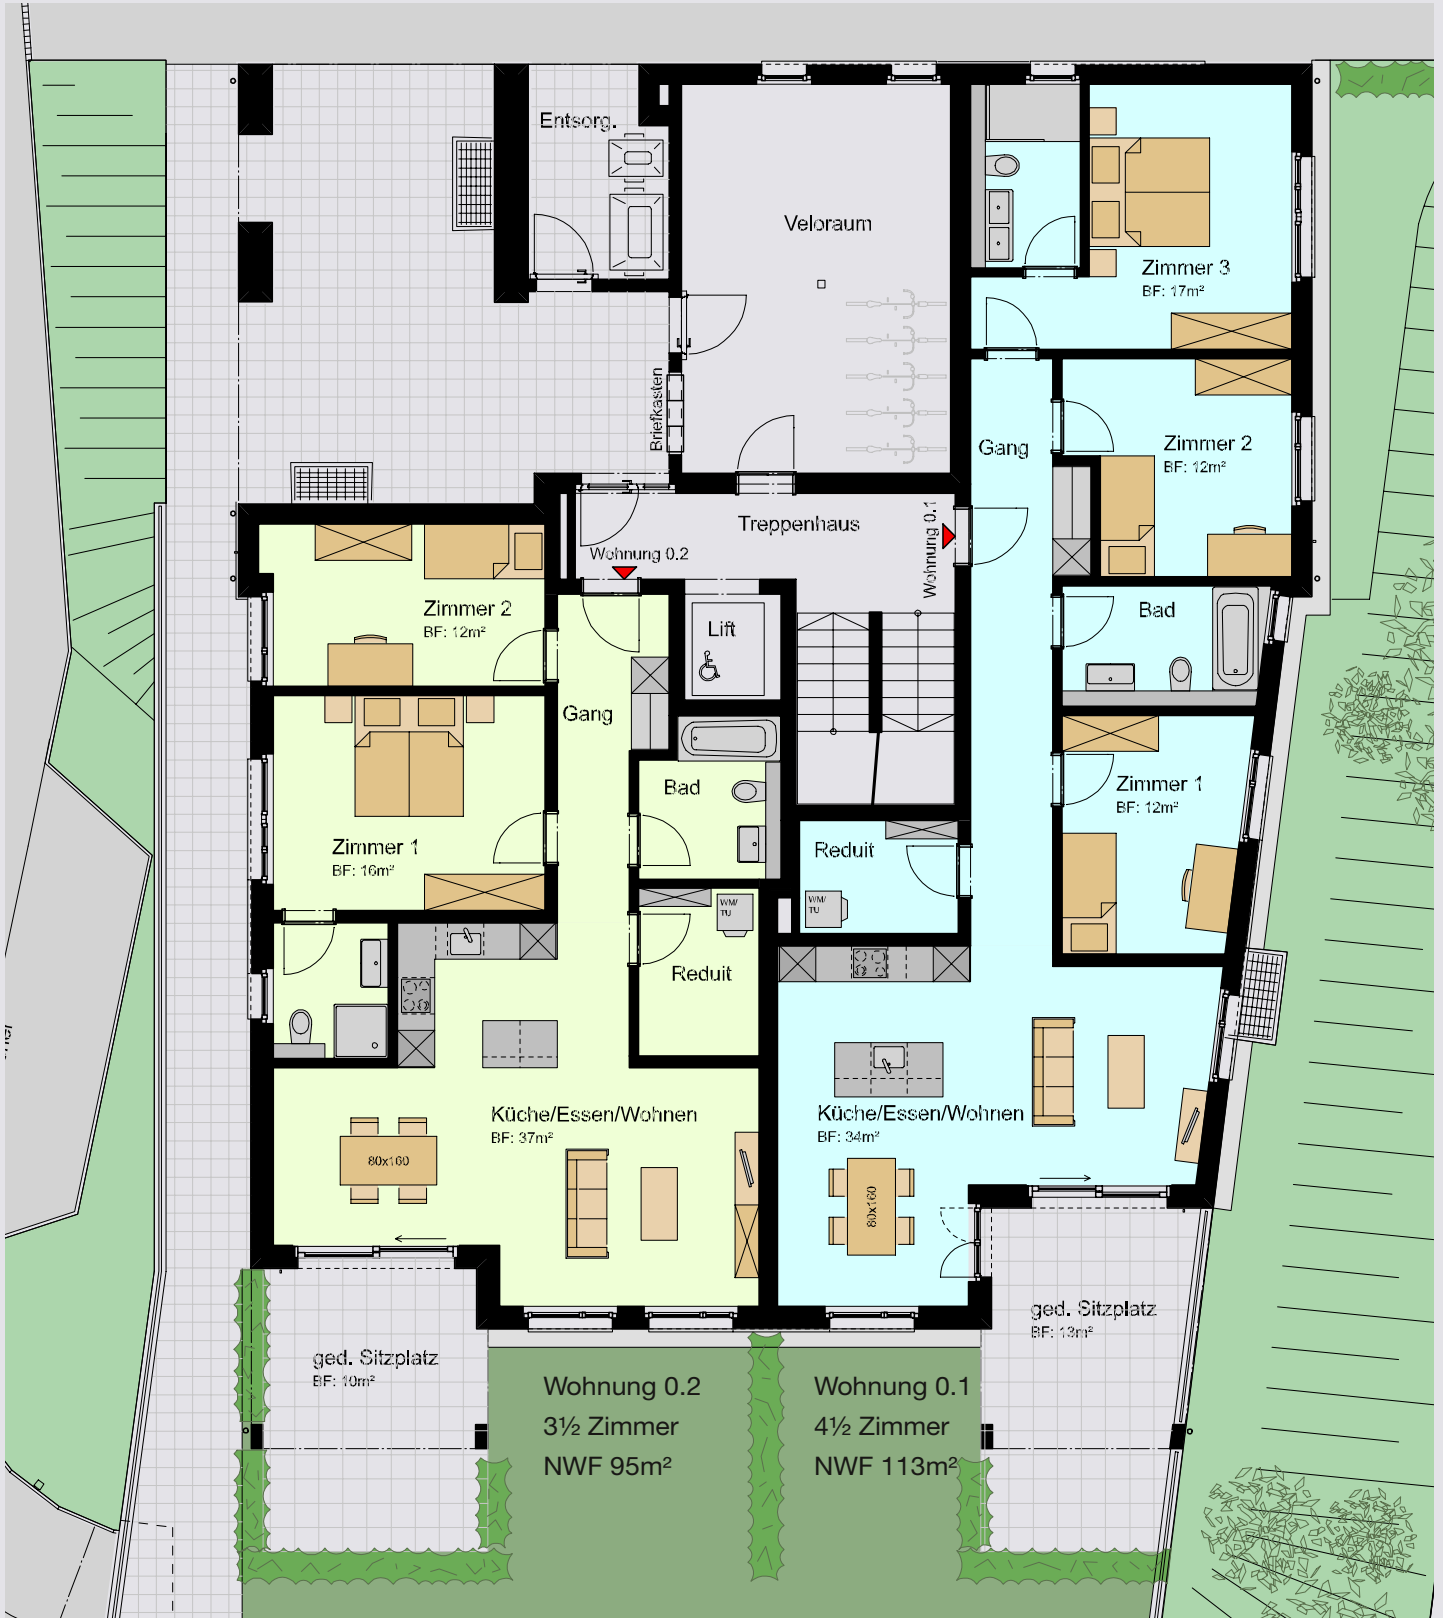 Entsorg.
Veloraum
Zimmer 3
BF: 17m²
Briefkasten
Gang
Zimmer 2
BF: 12m²
Treppenhaus
Wohnung 0.1
Wohnung 0.2
Zimmer 2
BF: 12m²
Lift
Bad
Gang
Zimmer 1
BF: 12m²
Bad
Zimmer 1
BF: 16m²
Reduit
WM/
TU
WM/
TU
Reduit
Küche/Essen/Wohnen
BF: 37m²
Küche/Essen/Wohnen
BF: 34m²
80x160
80x160
ged. Sitzplatz
BF: 13m²
ged. Sitzplatz
BF: 10m²
Wohnung 0.2
3½ Zimmer
NWF 95m²
Wohnung 0.1
4½ Zimmer
NWF 113m²